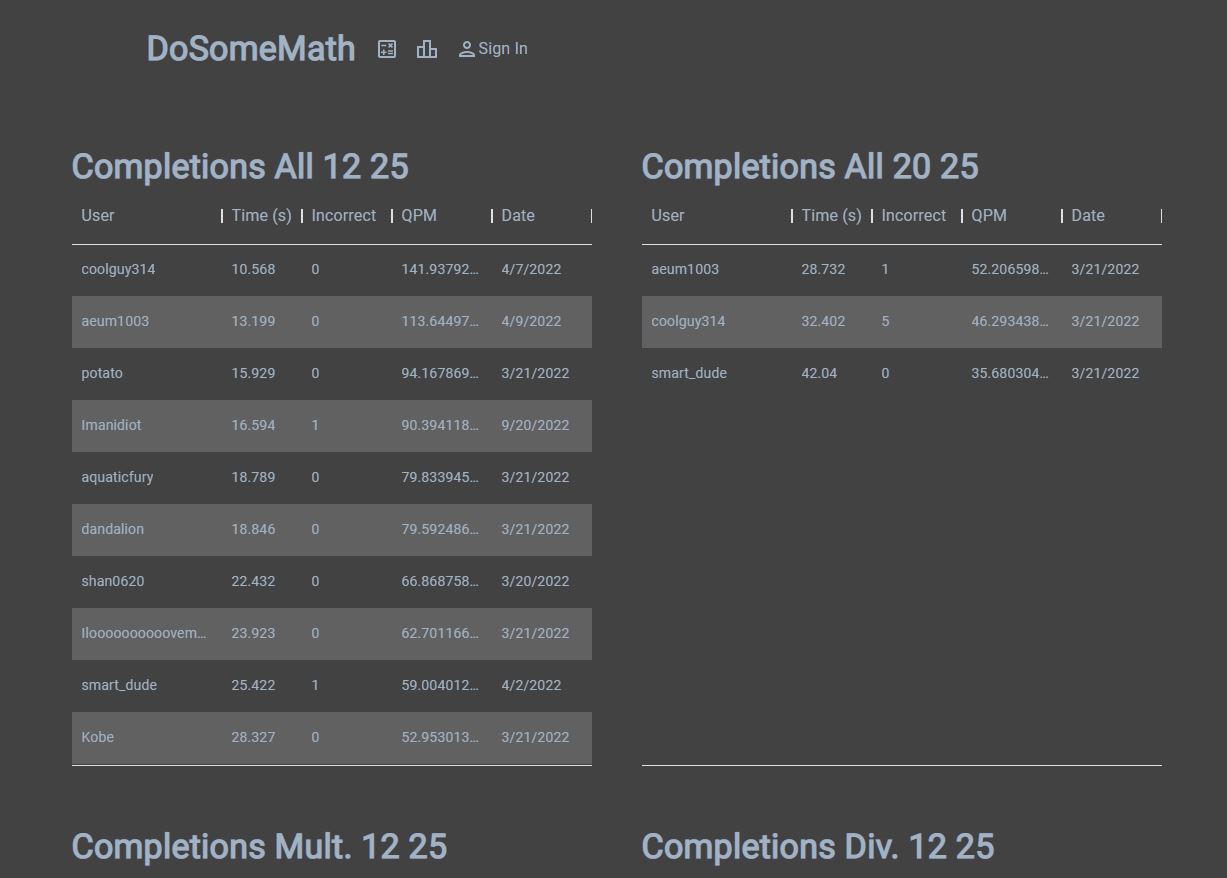 DoSomeMath Sign In
Completions All 12 25
User Time (s) Incorrect QPM Date
coolguy314 10.568 0 141.93792... 4/7/2022
aeum1003 13.199 0 113.64497... 4/9/2022
potato 15.929 0 94.167869... 3/21/2022
Imanidiot 16.594 1 90.394118... 9/20/2022
aquaticfury 18.789 0 79.833945... 3/21/2022
dandalion 18.846 0 79.592486... 3/21/2022
shan0620 22.432 0 66.868758... 3/20/2022
Iloooooooooovem... 23.923 0 62.701166... 3/21/2022
smart_dude 25.422 1 59.004012... 4/2/2022
Kobe 28.327 0 52.953013... 3/21/2022
Completions All 20 25
User Time (s) Incorrect QPM Date
aeum1003 28.732 1 52.206598... 3/21/2022
coolguy314 32.402 5 46.293438... 3/21/2022
smart_dude 42.04 0 35.680304... 3/21/2022
Completions Mult. 12 25
Completions Div. 12 25